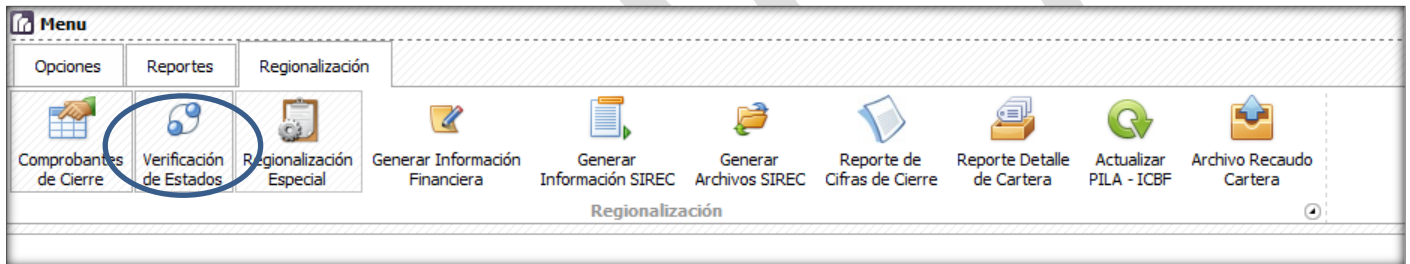 Menu
Opciones Reportes Regionalización
Comprobantes de Cierre
Verificación de Estados
Regionalización Especial
Generar Información Financiera
Generar Información SIREC
Generar Archivos SIREC
Reporte de Cifras de Cierre
Reporte Detalle de Cartera
Actualizar PILA - ICBF
Archivo Recaudo Cartera
Regionalización